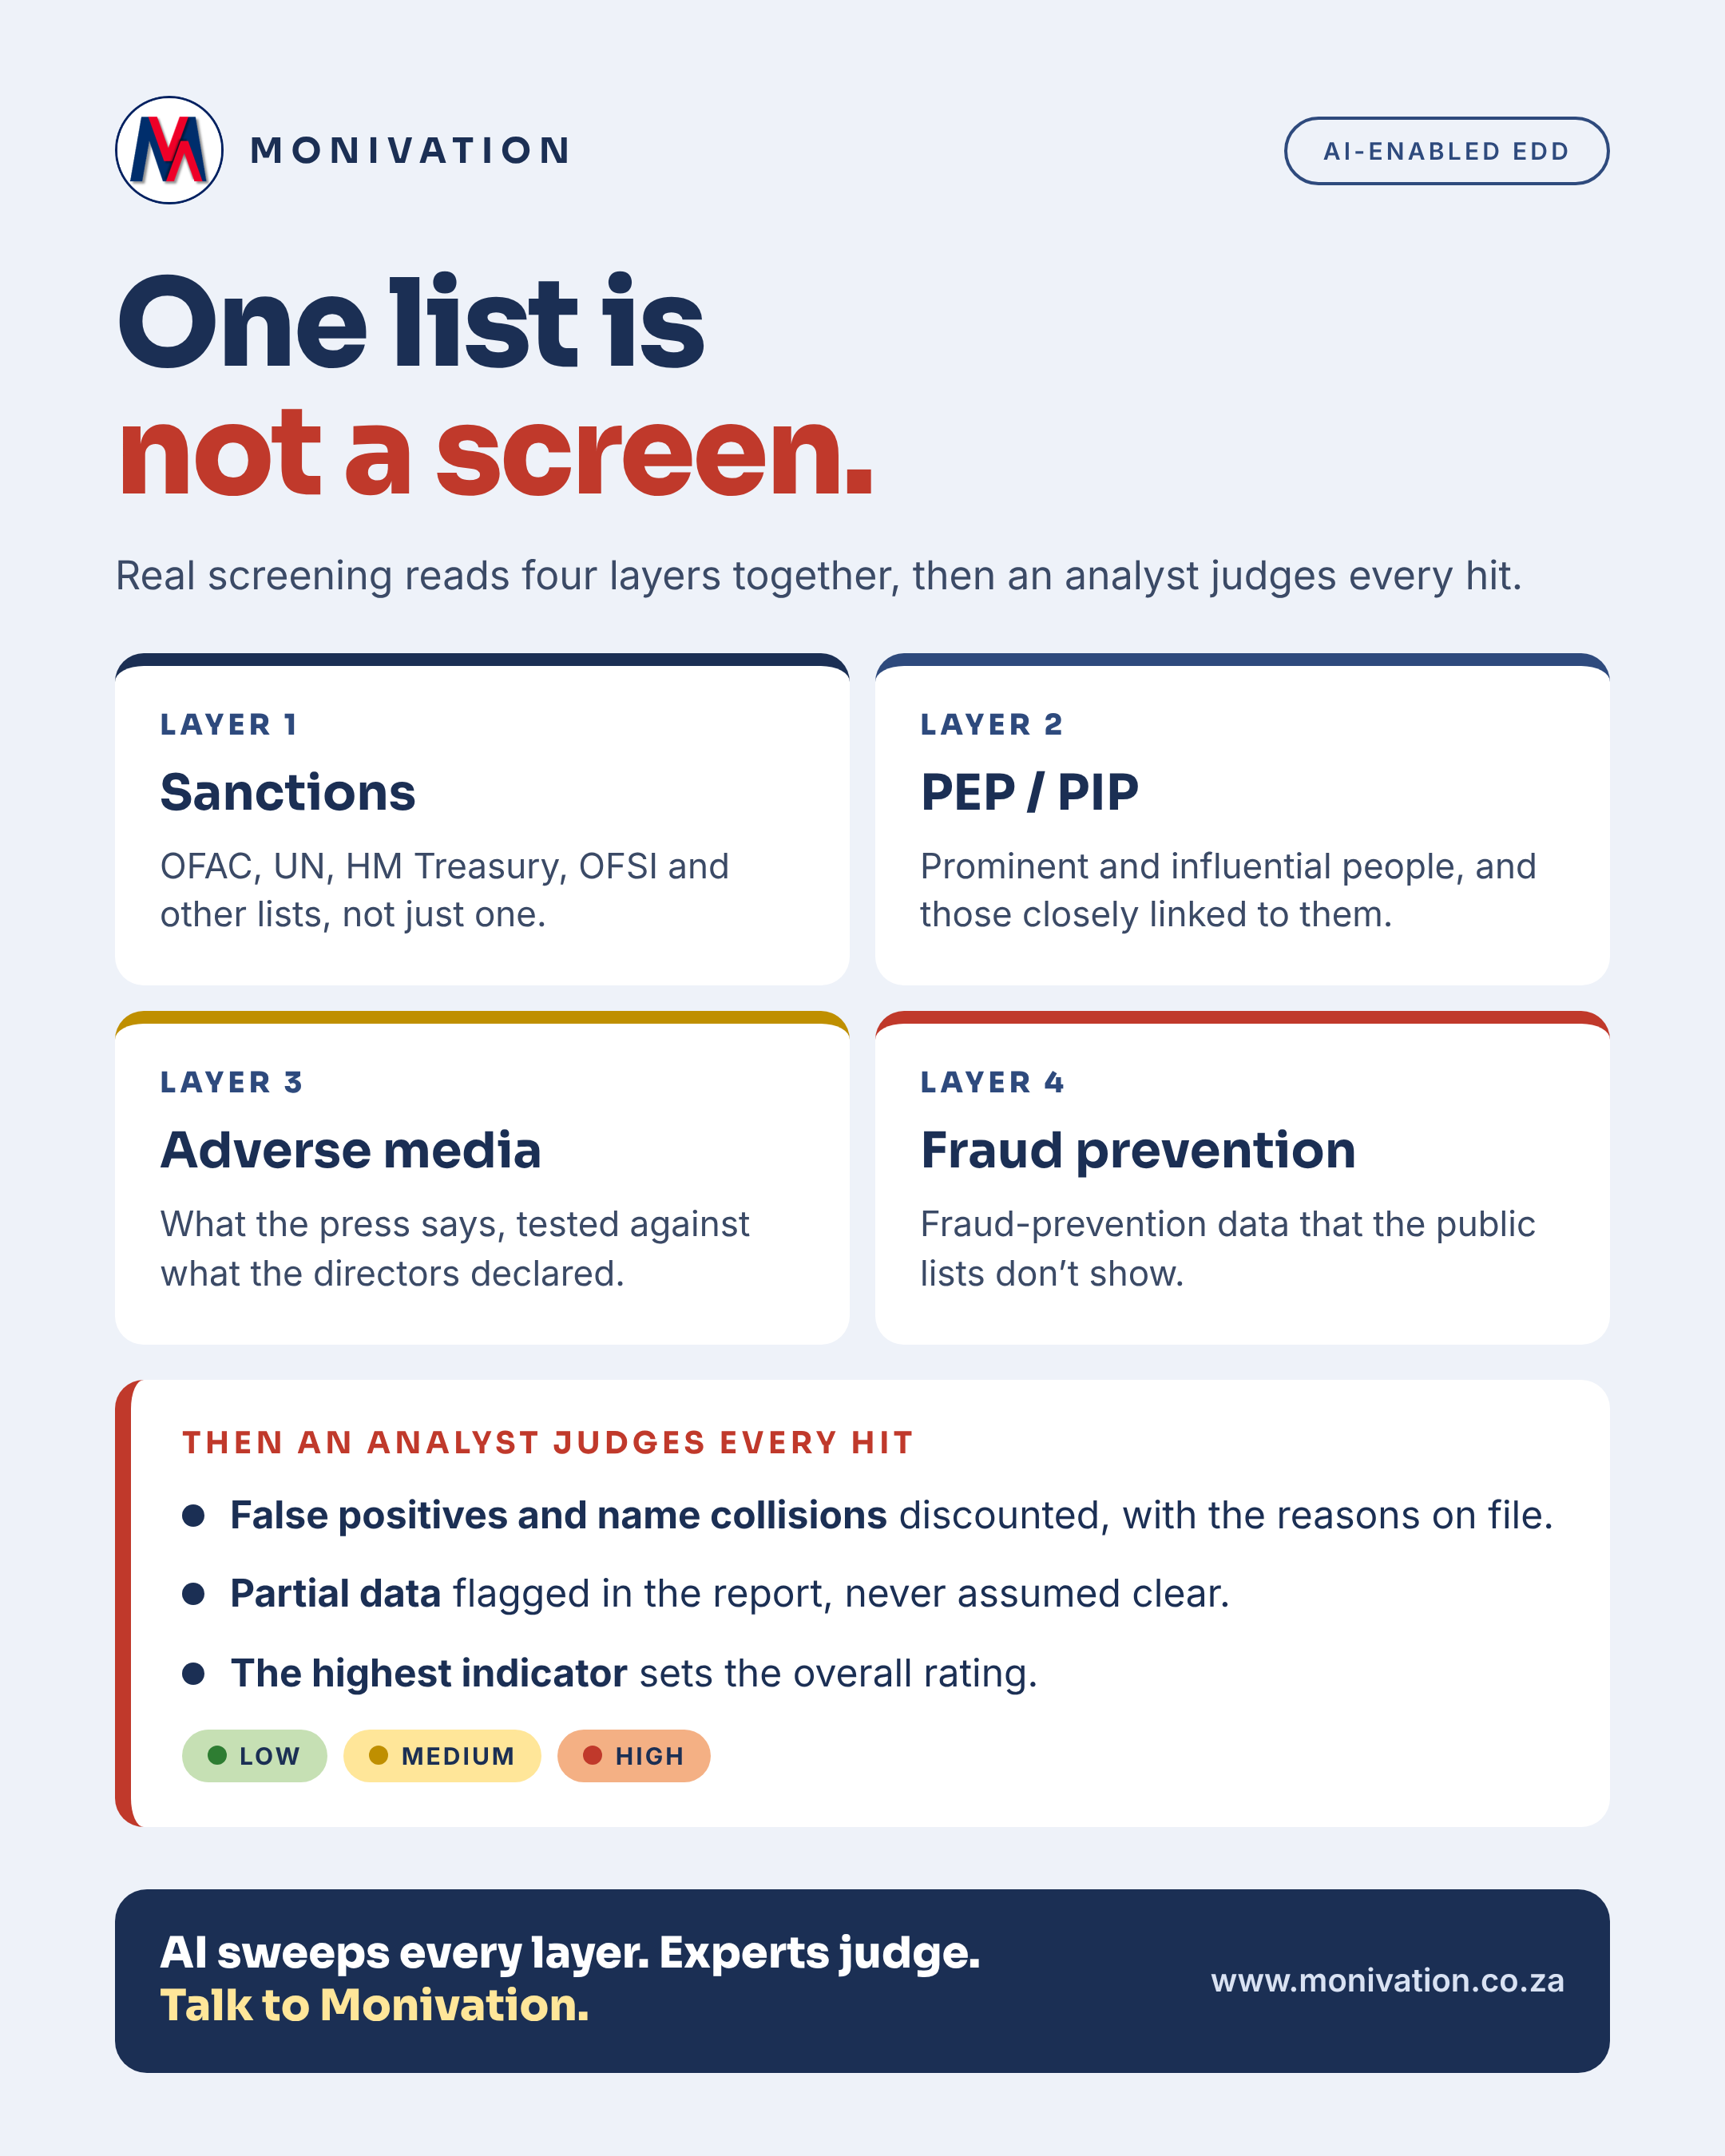 MONIVATION
AI-ENABLED EDD
One list is
not a screen.
Real screening reads four layers together, then an analyst judges every hit.
LAYER 1
Sanctions
OFAC, UN, HM Treasury, OFSI and
other lists, not just one.
LAYER 2
PEP / PIP
Prominent and influential people, and
those closely linked to them.
LAYER 3
Adverse media
What the press says, tested against
what the directors declared.
LAYER 4
Fraud prevention
Fraud-prevention data that the public
lists don’t show.
THEN AN ANALYST JUDGES EVERY HIT
False positives and name collisions discounted, with the reasons on file.
Partial data flagged in the report, never assumed clear.
The highest indicator sets the overall rating.
LOW
MEDIUM
HIGH
AI sweeps every layer. Experts judge.
Talk to Monivation.
www.monivation.co.za